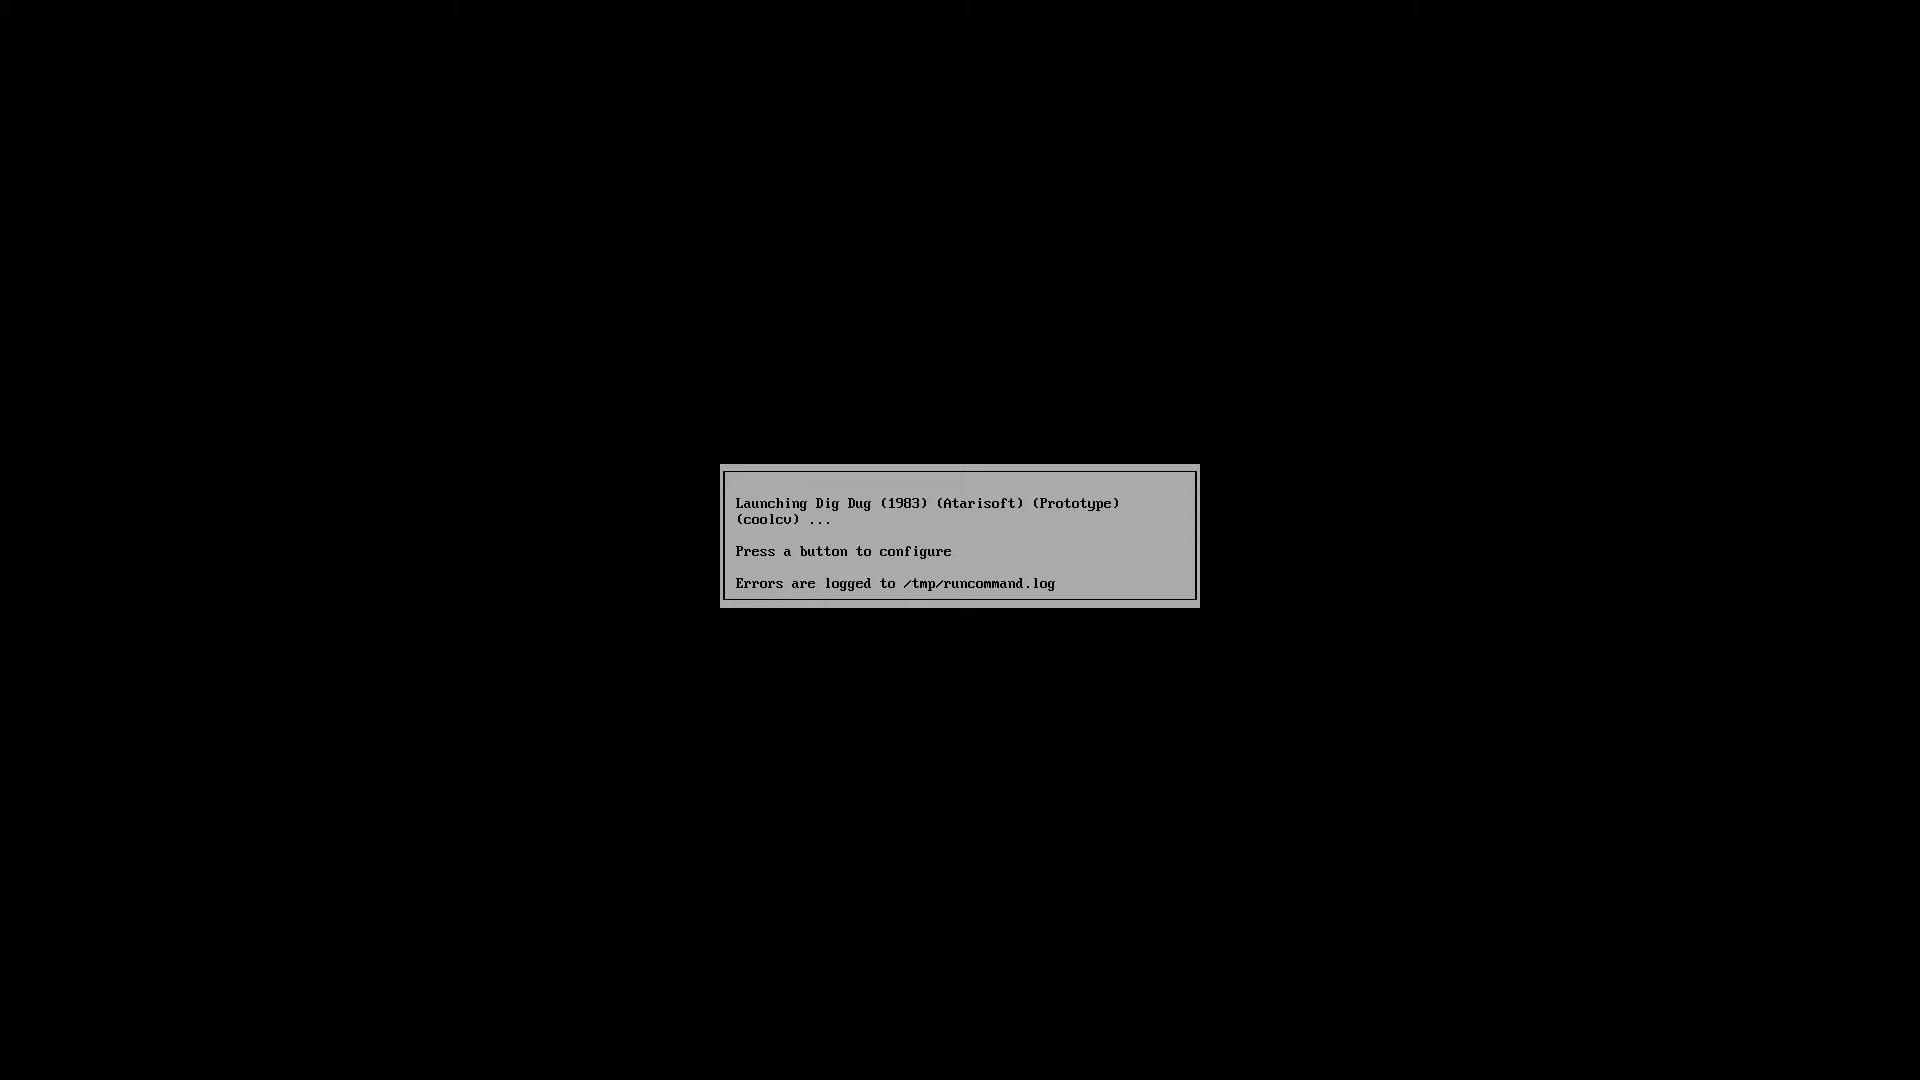 Launching Dig Dug (1983) (Atarisoft) (Prototype)
(coolcv) ...
Press a button to configure
Errors are logged to /tmp/runcommand.log